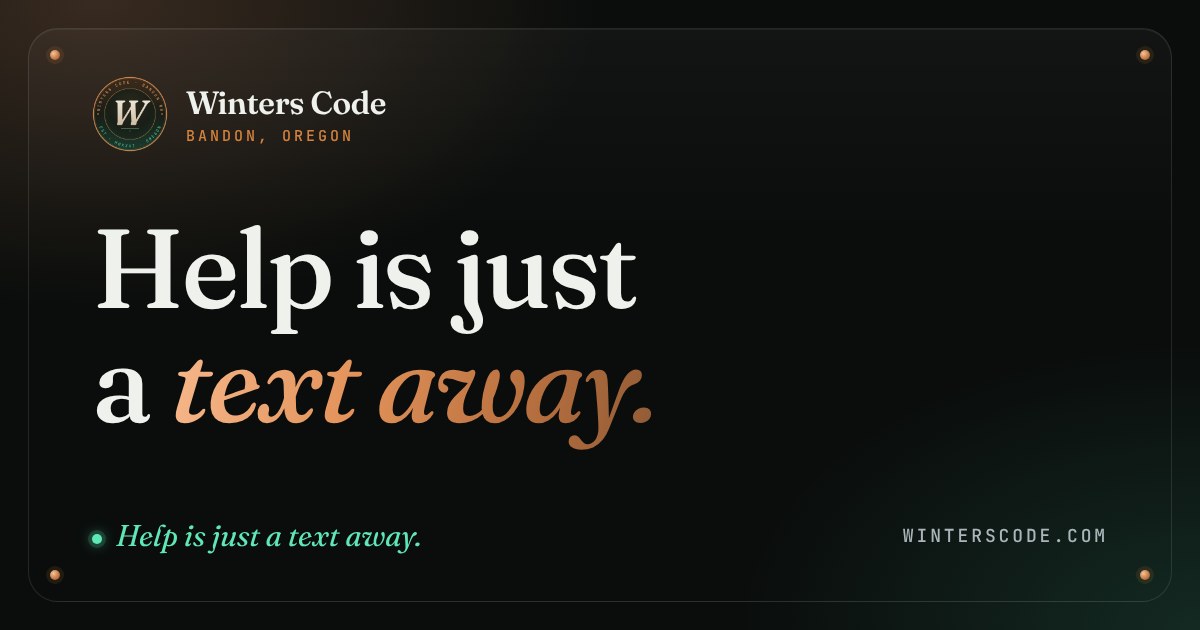 W
Winters Code
BANDON, OREGON
Help is just
a text away.
Help is just a text away.
WINTERSCODE.COM